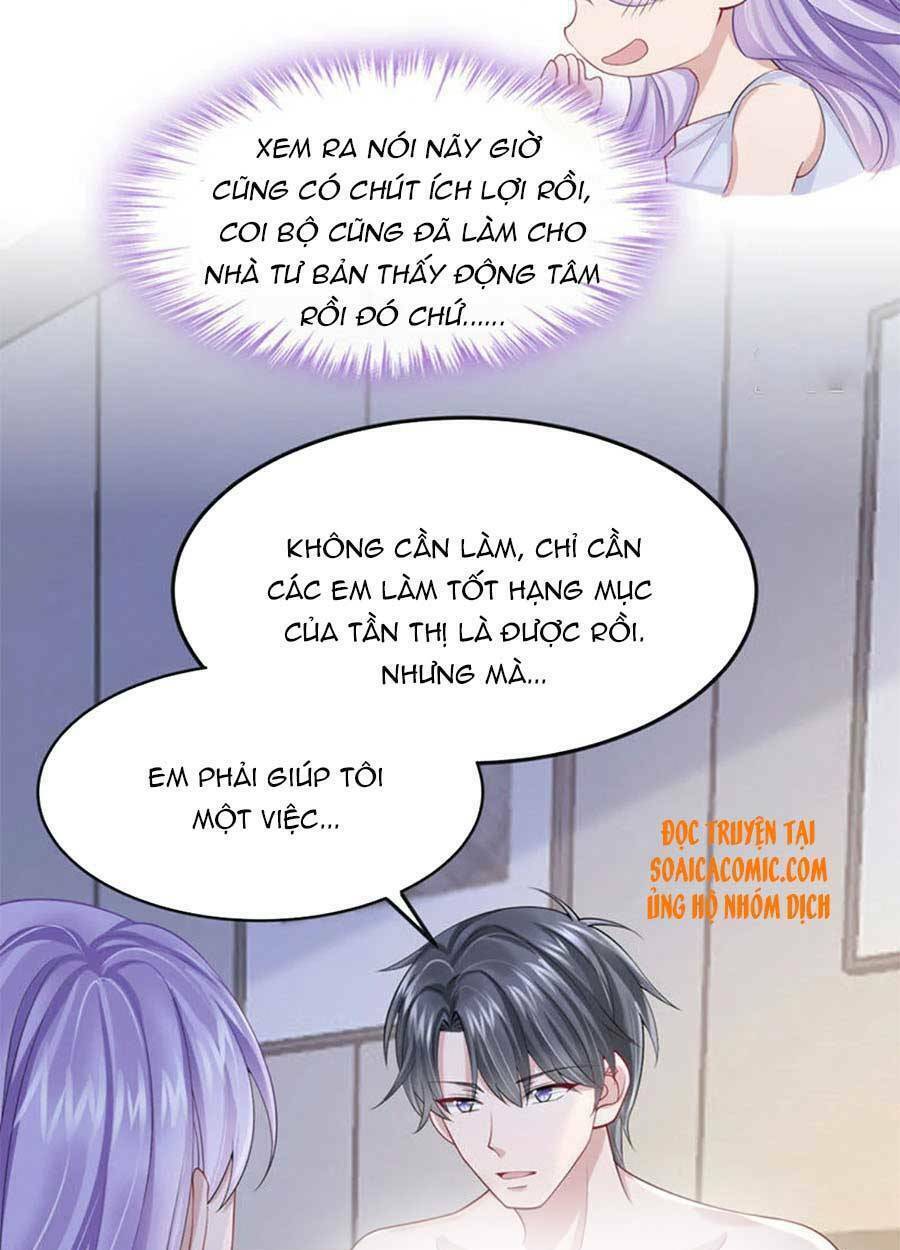 XEM RA NÓI NÃY GIỜ
CŨNG CÓ CHÚT ÍCH LỢI RỒI,
COI BỘ CŨNG ĐÃ LÀM CHO
NHÀ TƯ BẢN THẤY ĐỘNG TÂM
RỒI ĐÓ CHỨ......
KHÔNG CẦN LÀM, CHỈ CẦN
CÁC EM LÀM TỐT HẠNG MỤC
CỦA TẦN THỊ LÀ ĐƯỢC RỒI.
NHƯNG MÀ...
EM PHẢI GIÚP TÔI
MỘT VIỆC...
ĐỌC TRUYỆN TẠI
SOAICACOMIC.COM
ỦNG HỘ NHÓM DỊCH